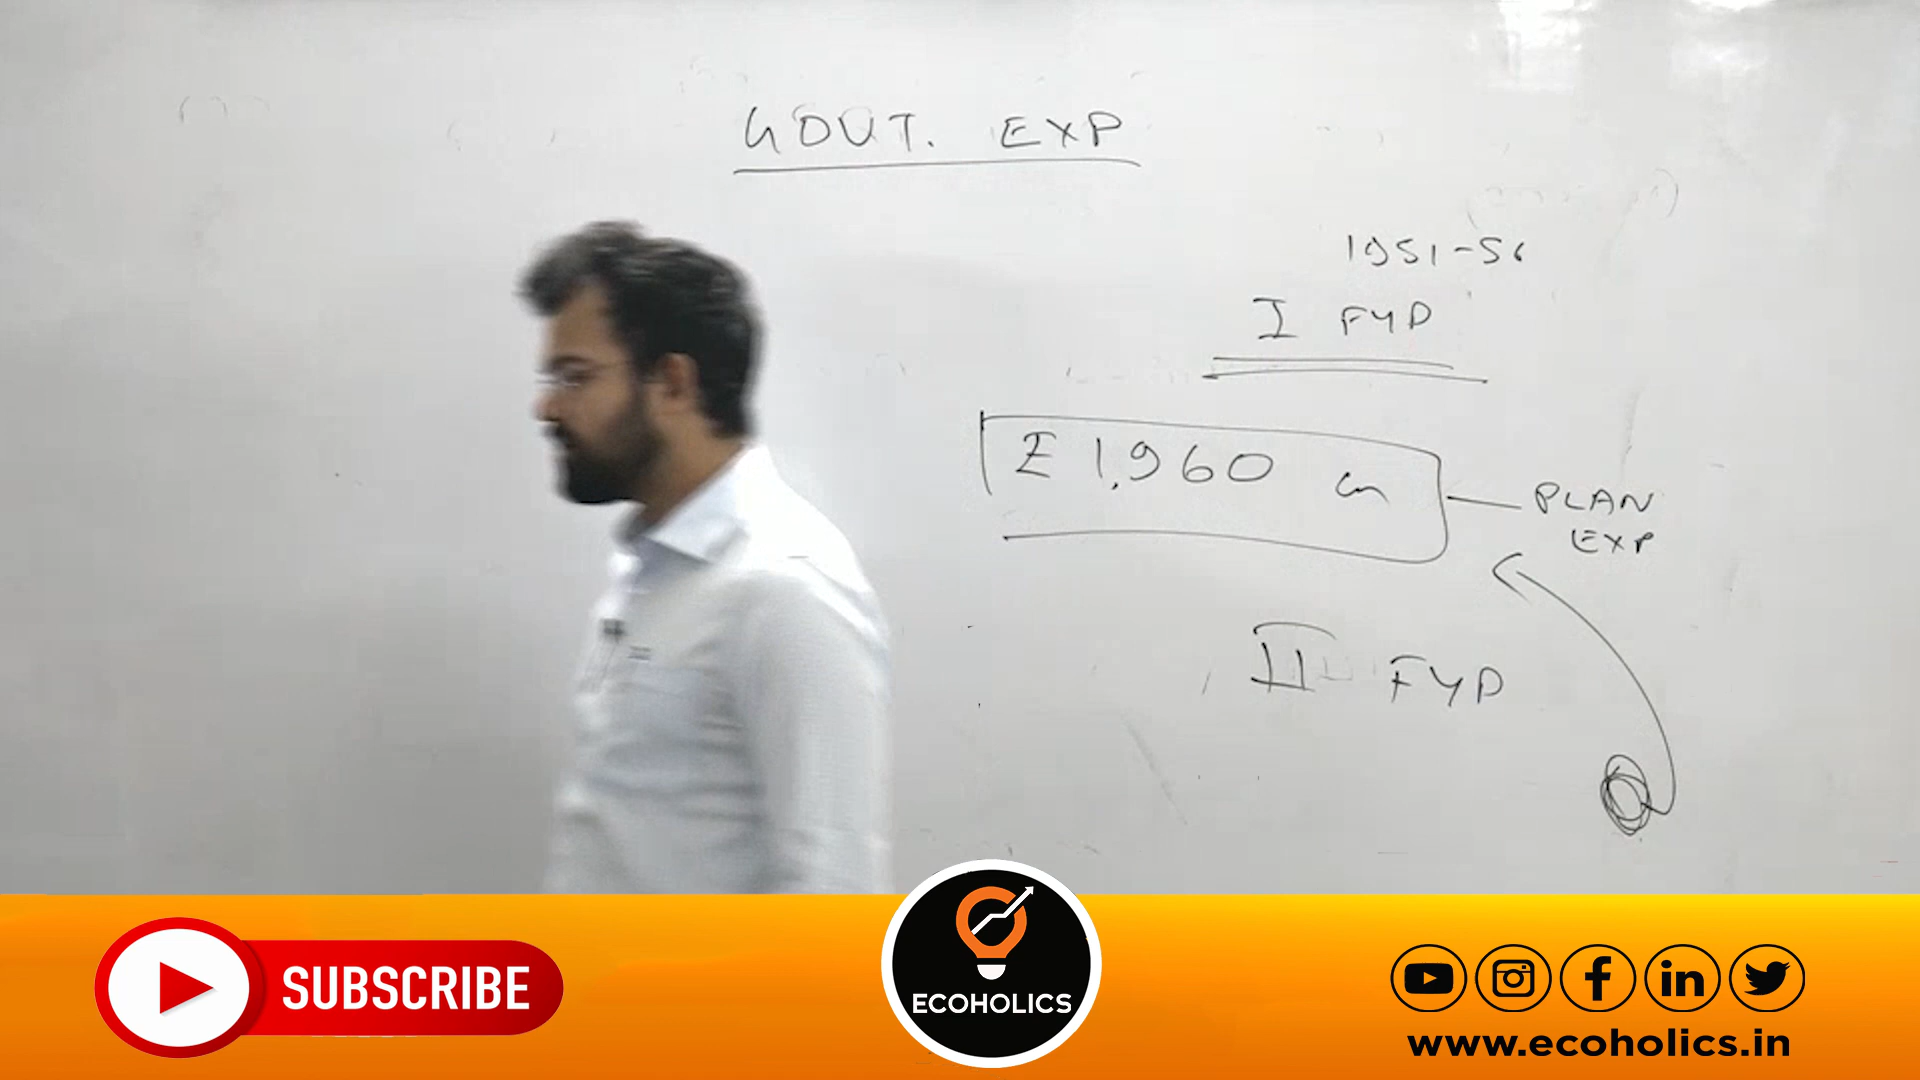 GOVT. EXP
1951-56
I FYP
₹ 1,960 cr
PLAN
EXP
II FYP
SUBSCRIBE
ECOHOLICS
www.ecoholics.in